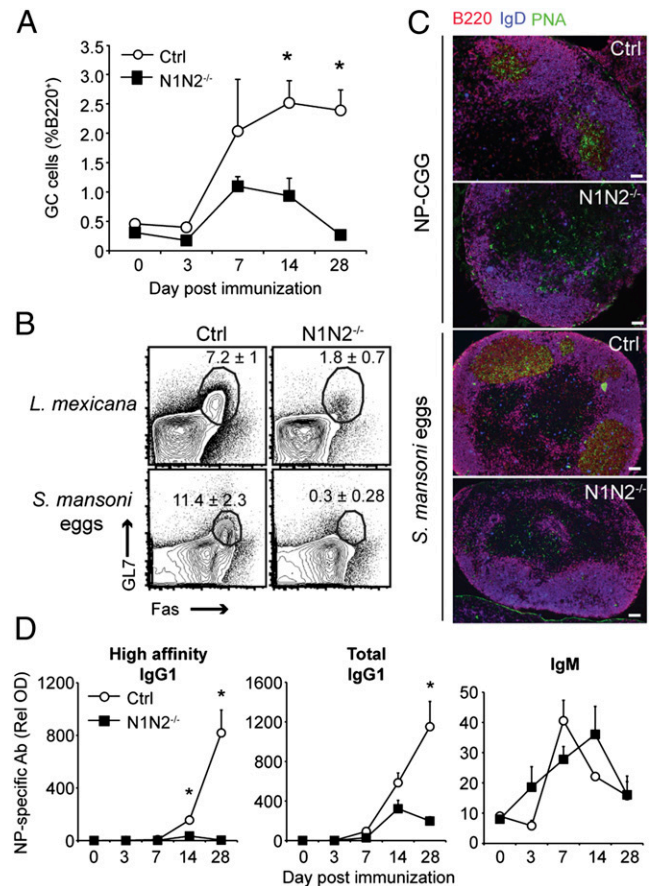 A
Ctrl
N1N2-/-
GC cells (%B220+)
3.5
3.0
2.5
2.0
1.5
1.0
0.5
0
* *
0 3 7 14 28
Day post immunization
B
Ctrl N1N2-/-
L. mexicana
7.2 ± 1
1.8 ± 0.7
S. mansoni
eggs
11.4 ± 2.3
0.3 ± 0.28
GL7
Fas
C
B220 IgD PNA
NP-CGG
Ctrl
N1N2-/-
S. mansoni eggs
Ctrl
N1N2-/-
D
High affinity
IgG1
Ctrl
N1N2-/-
NP-specific Ab (Rel OD)
1200
800
400
0
* *
0 3 7 14 28
Total
IgG1
1600
1200
800
400
0
*
0 3 7 14 28
IgM
50
40
30
20
10
0
0 3 7 14 28
Day post immunization